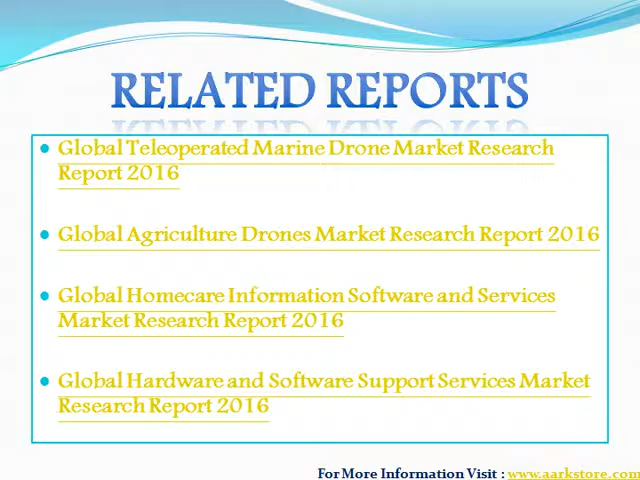 RELATED REPORTS
• Global Teleoperated Marine Drone Market Research
Report 2016
• Global Agriculture Drones Market Research Report 2016
• Global Homecare Information Software and Services
Market Research Report 2016
• Global Hardware and Software Support Services Market
Research Report 2016
For More Information Visit : www.aarkstore.com